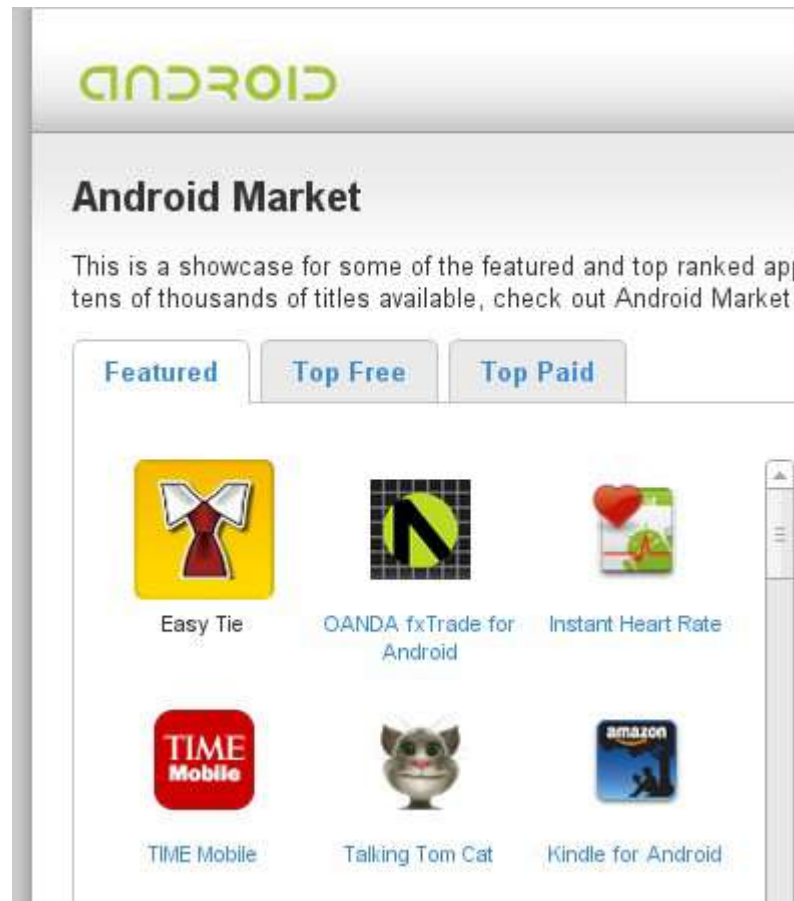 ANDROID
Android Market
This is a showcase for some of the featured and top ranked
tens of thousands of titles available, check out Android Market
Featured
Top Free
Top Paid
Easy Tie
OANDA fxTrade for
Android
Instant Heart Rate
TIME
Mobile
amazon
TIME Mobile
Talking Tom Cat
Kindle for Android